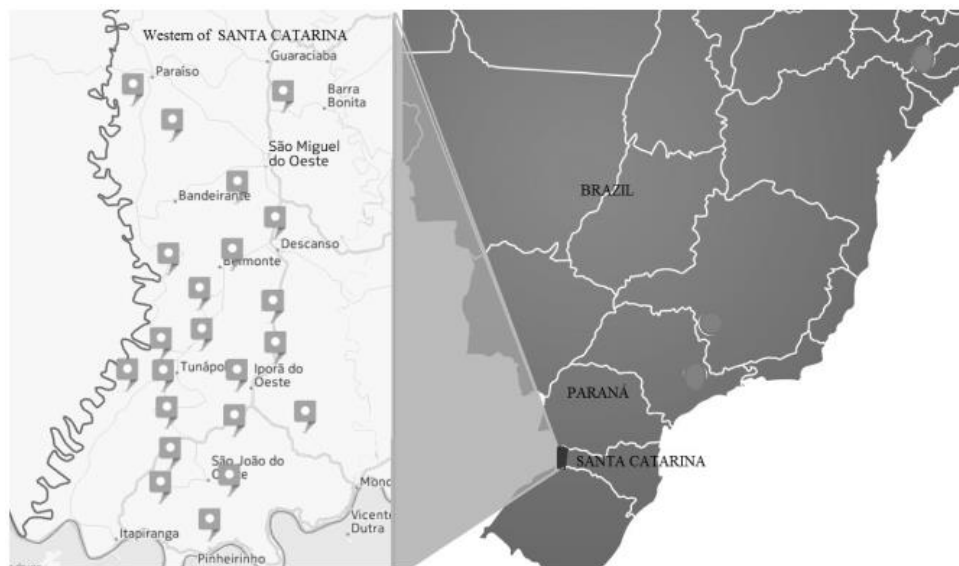 Western of SANTA CATARINA
Guaraciaba
Paraíso
Barra
Bonita
São Miguel
do Oeste
Bandeirante
Descanso
Belmonte
Tunápo
Iporã do
Oeste
São João do
Oeste
Mond
Vicente
Dutra
Itapiranga
Pinheirinho
BRAZIL
PARANÁ
SANTA CATARINA